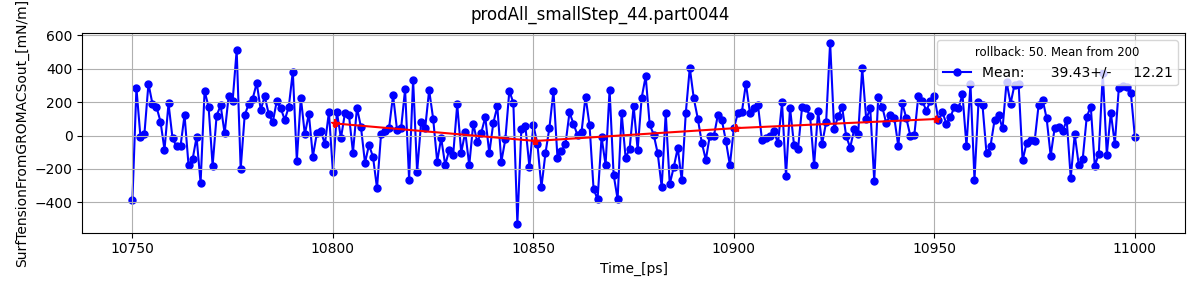 prodAll_smallStep_44.part0044
SurfTensionFromGROMACSout_[mN/m]
600
400
200
0
−200
−400
rollback: 50. Mean from 200
Mean: 39.43+/- 12.21
10750
10800
10850
10900
10950
11000
Time_[ps]